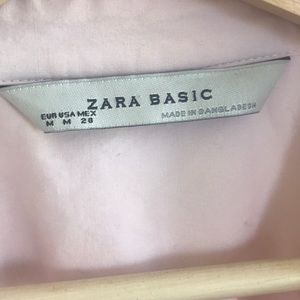 ZARA BASIC
EUR USA MEX
M M 28
MADE IN BANGLADESH